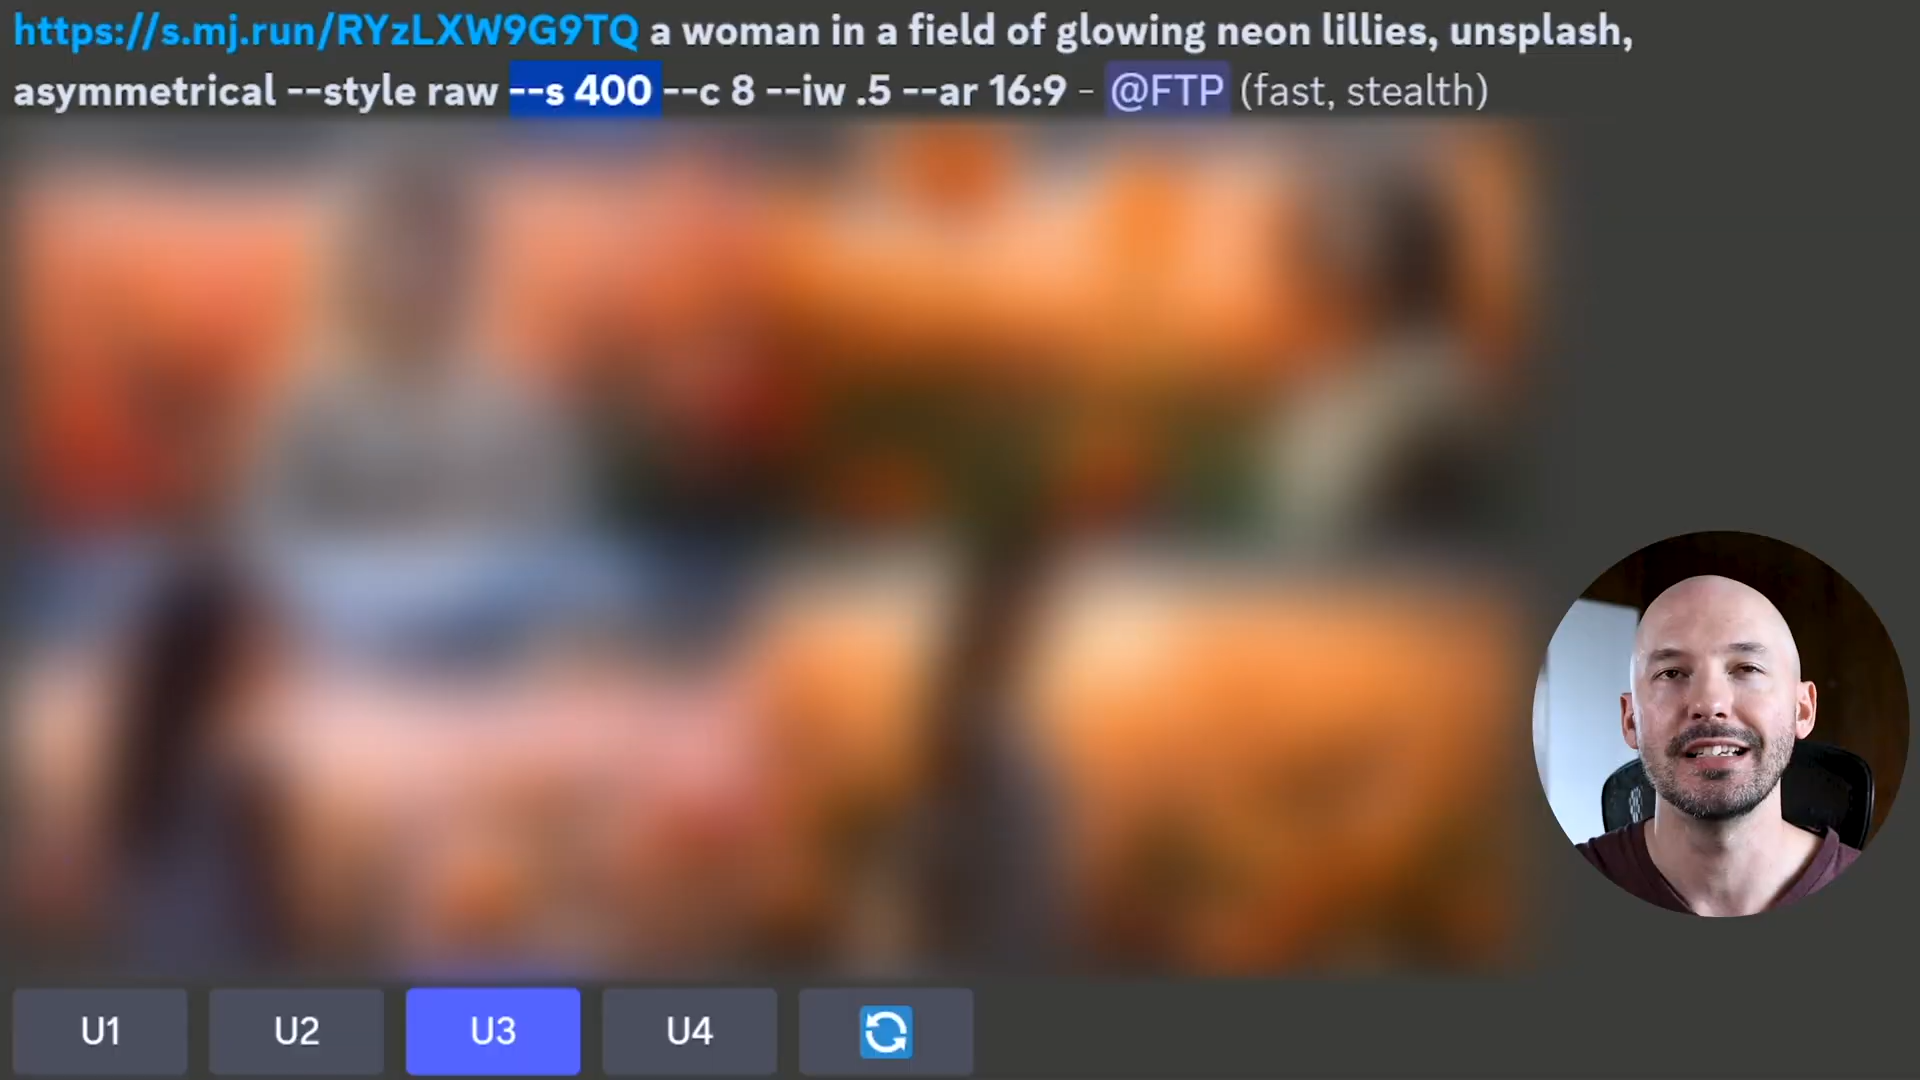 https://s.mj.run/RYzLXW9G9TQ a woman in a field of glowing neon lillies, unsplash,
asymmetrical --style raw --s 400 --c 8 --iw .5 --ar 16:9 - @FTP (fast, stealth)
U1 U2 U3 U4